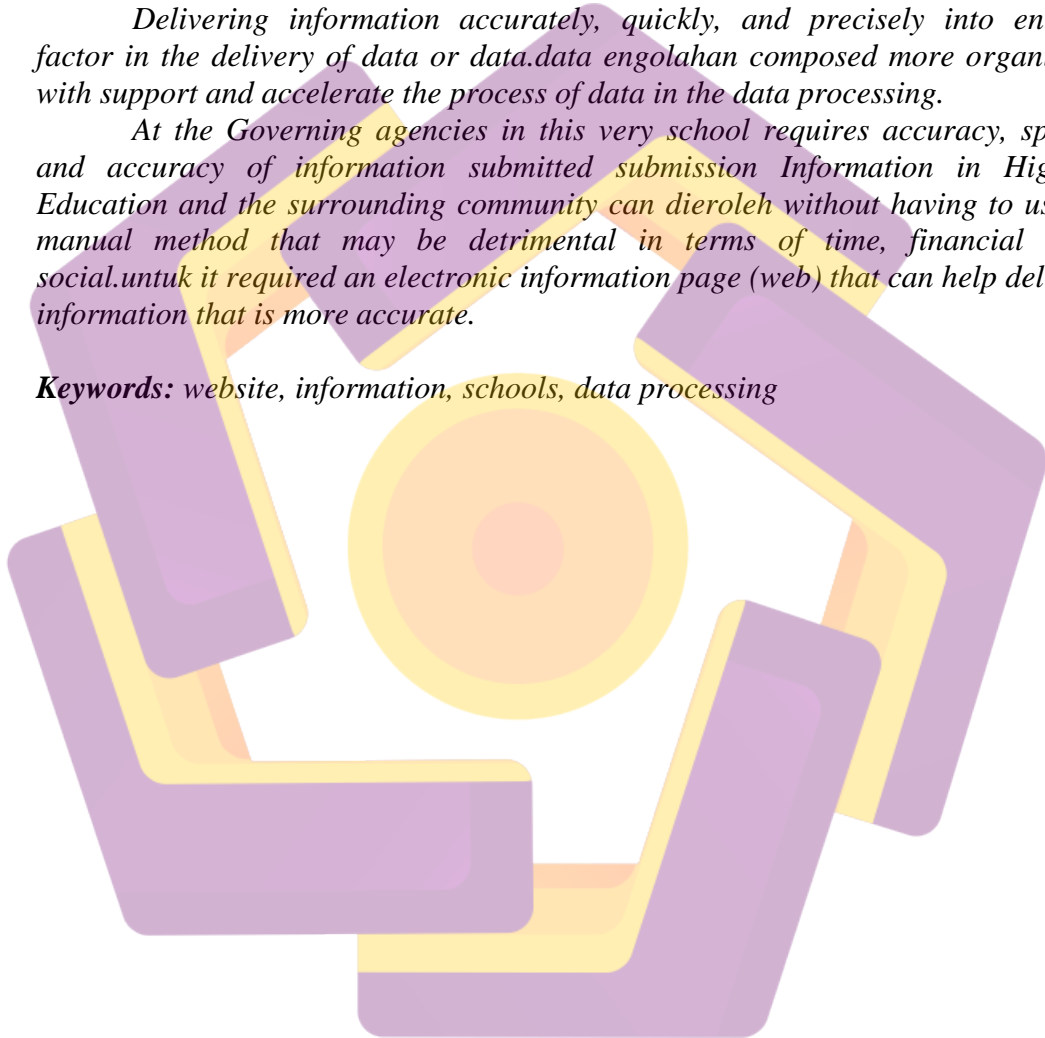 Delivering information accurately, quickly, and precisely into en
factor in the delivery of data or data.data engolahan composed more organ
with support and accelerate the process of data in the data processing.
At the Governing agencies in this very school requires accuracy, sp
and accuracy of information submitted submission Information in Hig
Education and the surrounding community can dieroleh without having to us
manual method that may be detrimental in terms of time, financial
social.untuk it required an electronic information page (web) that can help del
information that is more accurate.
Keywords: website, information, schools, data processing